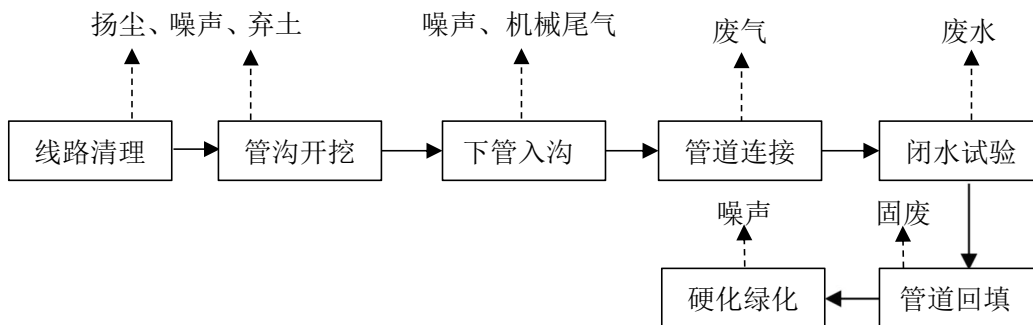 扬尘、噪声、弃土
噪声、机械尾气
废气
废水
线路清理
管沟开挖
下管入沟
管道连接
闭水试验
噪声
固废
硬化绿化
管道回填